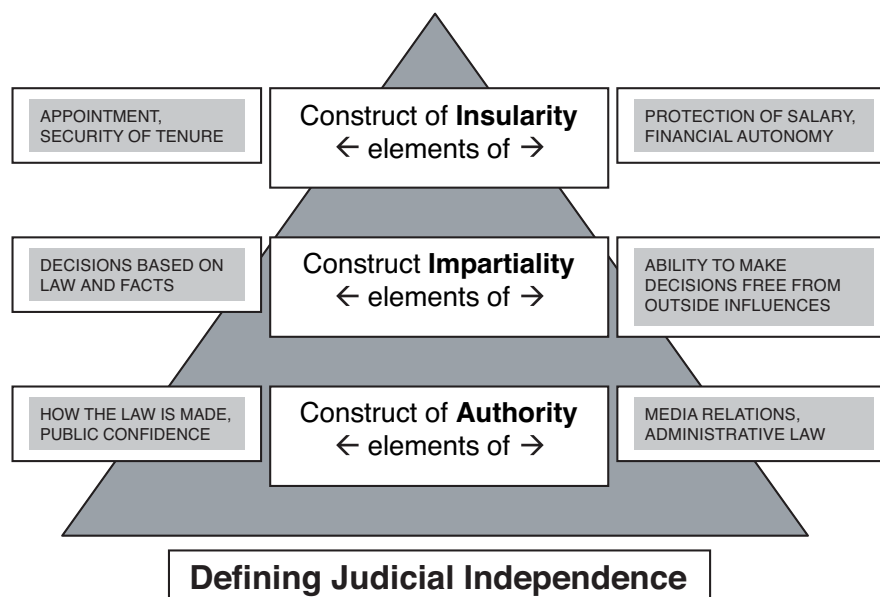 APPOINTMENT,
SECURITY OF TENURE
Construct of Insularity
← elements of →
PROTECTION OF SALARY,
FINANCIAL AUTONOMY
DECISIONS BASED ON
LAW AND FACTS
Construct Impartiality
← elements of →
ABILITY TO MAKE
DECISIONS FREE FROM
OUTSIDE INFLUENCES
HOW THE LAW IS MADE,
PUBLIC CONFIDENCE
Construct of Authority
← elements of →
MEDIA RELATIONS,
ADMINISTRATIVE LAW
Defining Judicial Independence